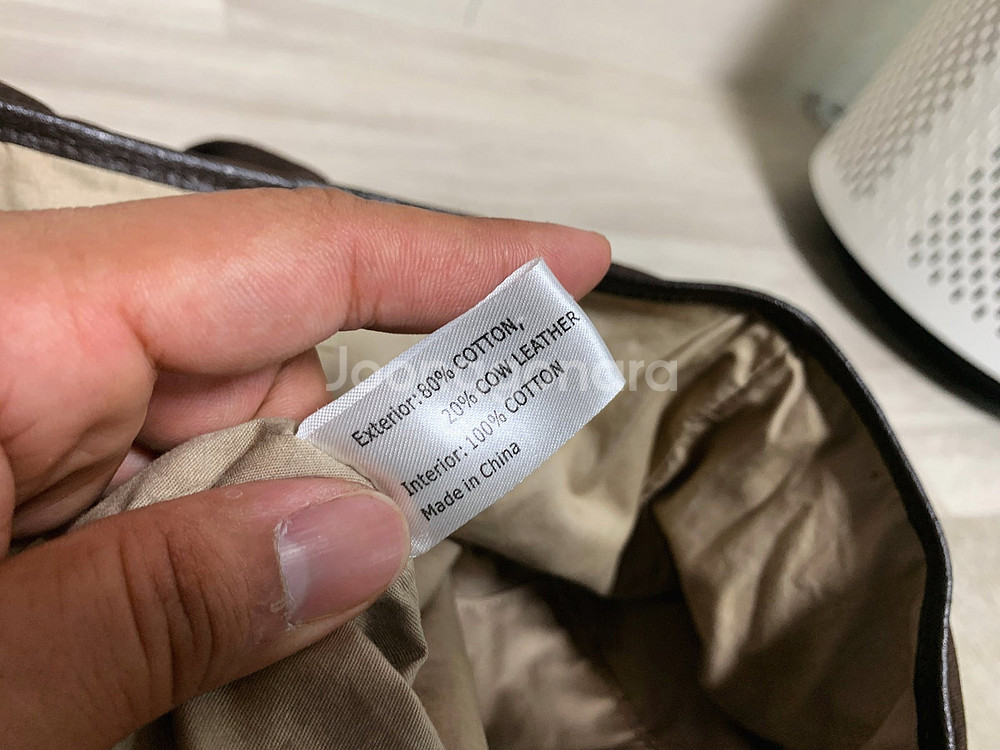 Exterior: 80% COTTON,
20% COW LEATHER
Interior: 100% COTTON
Made in China